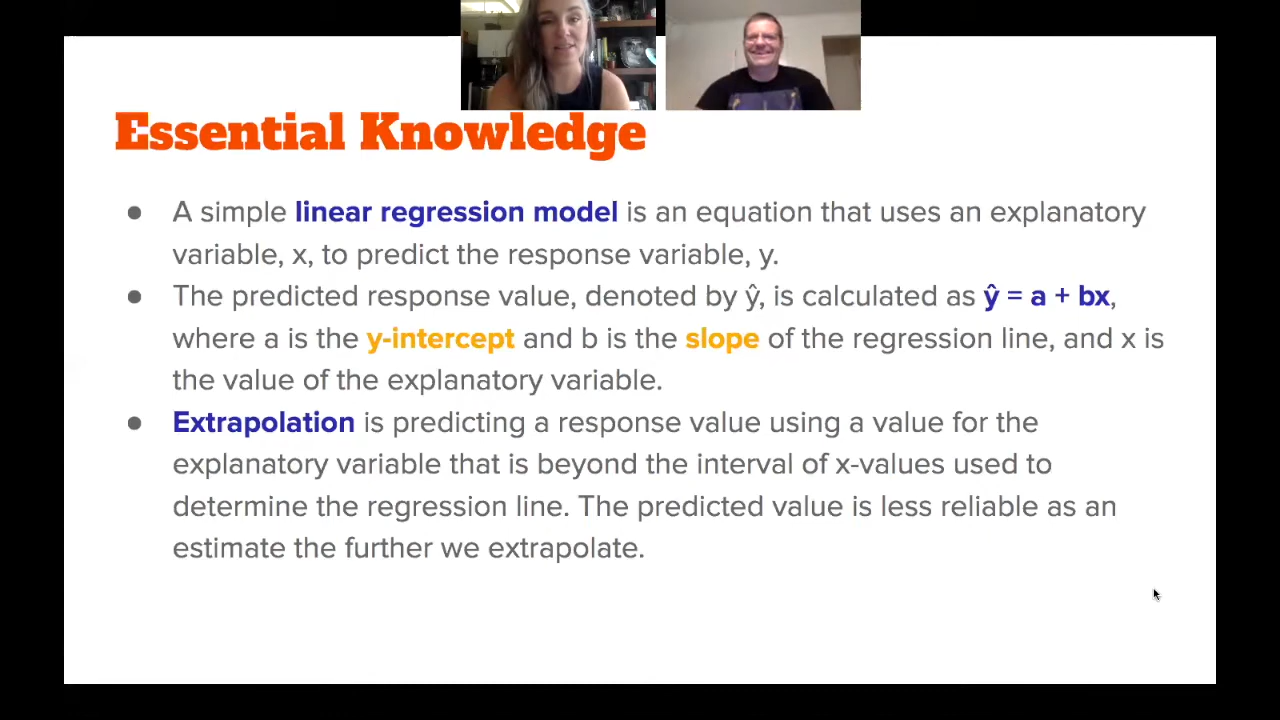 Essential Knowledge
● A simple linear regression model is an equation that uses an explanatory
variable, x, to predict the response variable, y.
● The predicted response value, denoted by ŷ, is calculated as ŷ = a + bx,
where a is the y-intercept and b is the slope of the regression line, and x is
the value of the explanatory variable.
● Extrapolation is predicting a response value using a value for the
explanatory variable that is beyond the interval of x-values used to
determine the regression line. The predicted value is less reliable as an
estimate the further we extrapolate.